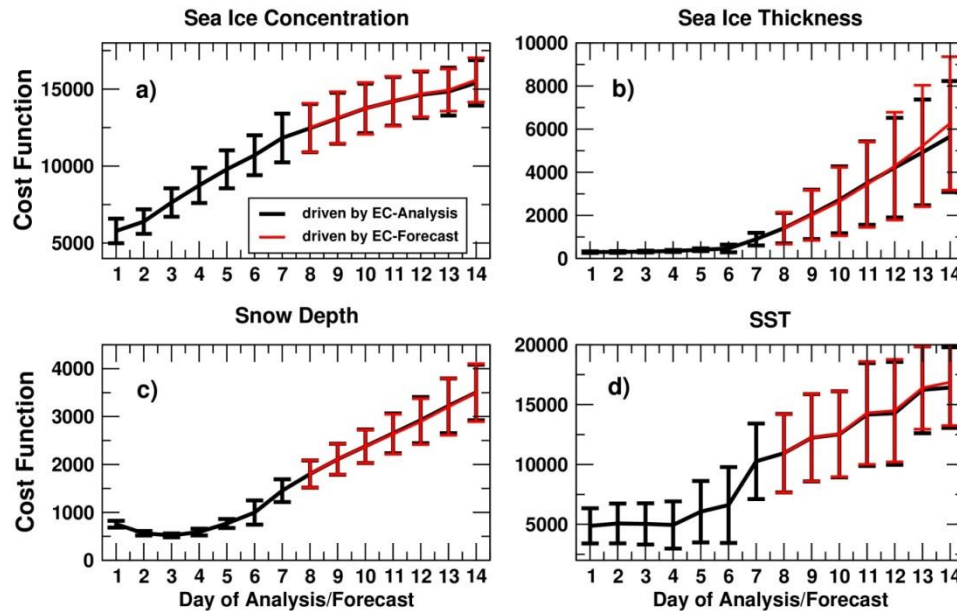 Sea Ice Concentration
a)
Cost Function
15000
10000
5000
driven by EC-Analysis
driven by EC-Forecast
1 2 3 4 5 6 7 8 9 10 11 12 13 14
Sea Ice Thickness
b)
10000
8000
6000
4000
2000
0
1 2 3 4 5 6 7 8 9 10 11 12 13 14
Snow Depth
c)
Cost Function
4000
3000
2000
1000
0
1 2 3 4 5 6 7 8 9 10 11 12 13 14
Day of Analysis/Forecast
SST
d)
20000
15000
10000
5000
0
1 2 3 4 5 6 7 8 9 10 11 12 13 14
Day of Analysis/Forecast